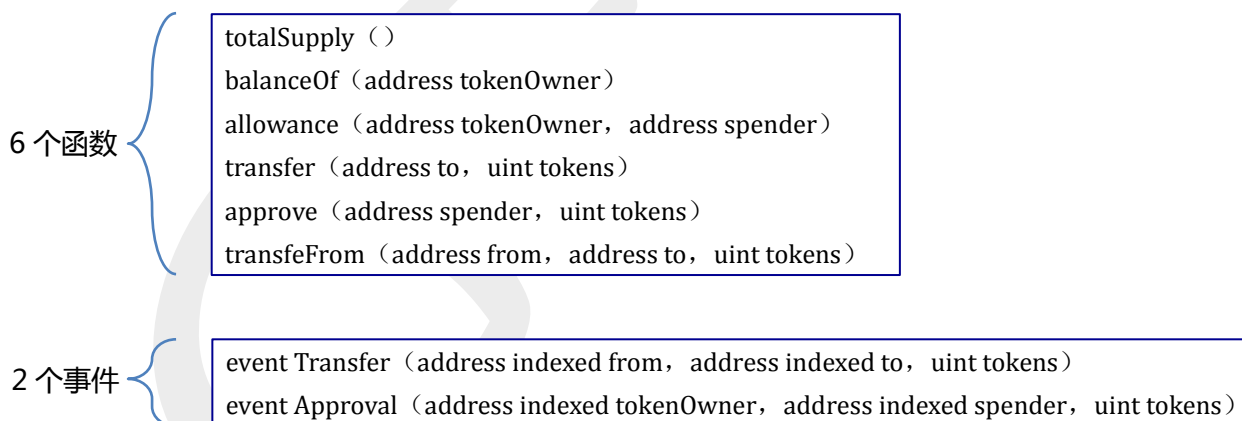 6 个函数
totalSupply（）
balanceOf（address tokenOwner）
allowance（address tokenOwner，address spender）
transfer（address to，uint tokens）
approve（address spender，uint tokens）
transfeFrom（address from，address to，uint tokens）
2 个事件
event Transfer（address indexed from，address indexed to，uint tokens）
event Approval（address indexed tokenOwner，address indexed spender，uint tokens）